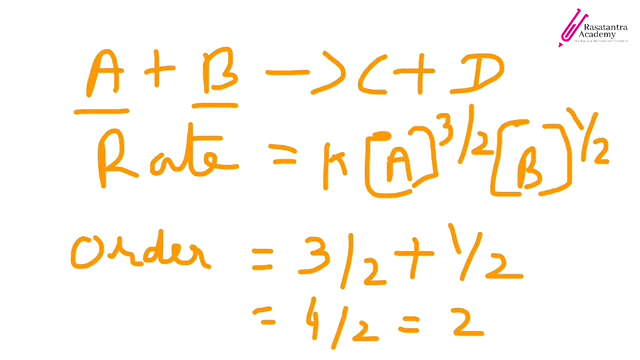 Rasatantra
Academy
A + B → C + D
Rate = K [A]^3/2 [B]^1/2
Order = 3/2 + 1/2
= 4/2 = 2